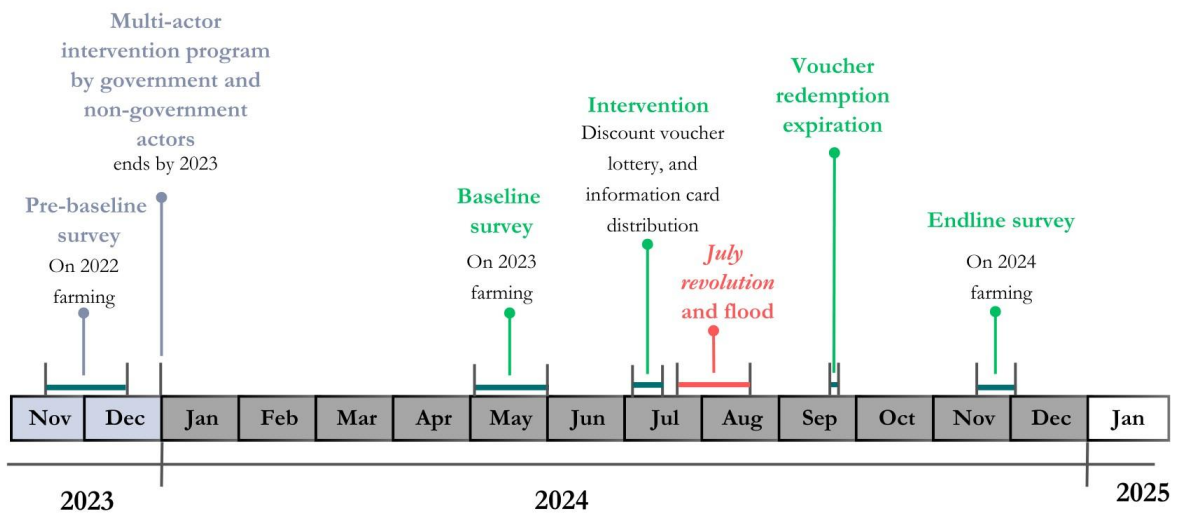 Multi-actor
intervention program
by government and
non-government
actors
ends by 2023
Pre-baseline
survey
On 2022
farming
Baseline
survey
On 2023
farming
Intervention
Discount voucher
lottery, and
information card
distribution
July
revolution
and flood
Voucher
redemption
expiration
Endline survey
On 2024
farming
Nov Dec Jan Feb Mar Apr May Jun Jul Aug Sep Oct Nov Dec Jan
2023 2024 2025